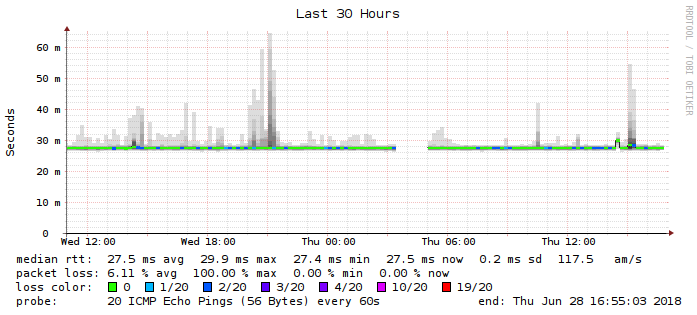 Last 30 Hours
RRDTOOL / TOBI OETIKER
Seconds
60 m
50 m
40 m
30 m
20 m
10 m
0
Wed 12:00 Wed 18:00 Thu 00:00 Thu 06:00 Thu 12:00
median rtt: 27.5 ms avg 29.9 ms max 27.4 ms min 27.5 ms now 0.2 ms sd 117.5 am/s
packet loss: 6.11 % avg 100.00 % max 0.00 % min 0.00 % now
loss color: 0 1/20 2/20 3/20 4/20 10/20 19/20
probe: 20 ICMP Echo Pings (56 Bytes) every 60s end: Thu Jun 28 16:55:03 2018